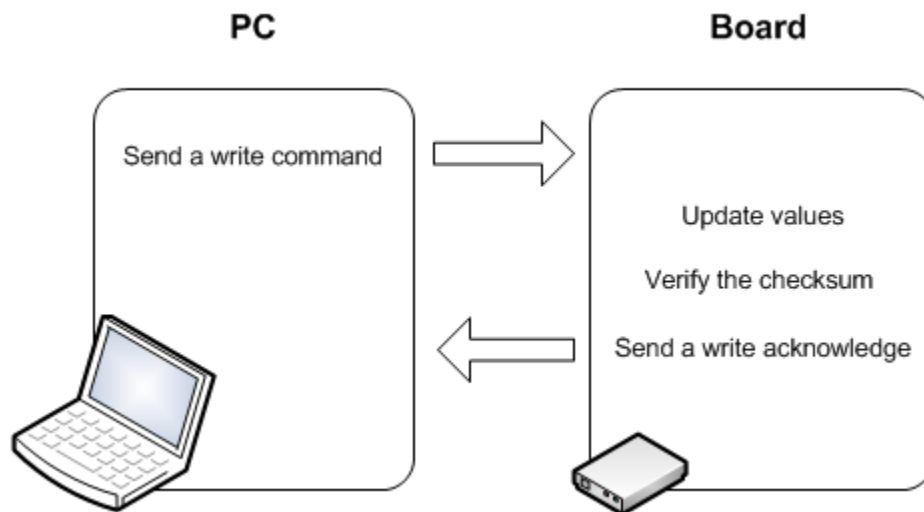 PC
Board
Send a write command
Update values
Verify the checksum
Send a write acknowledge